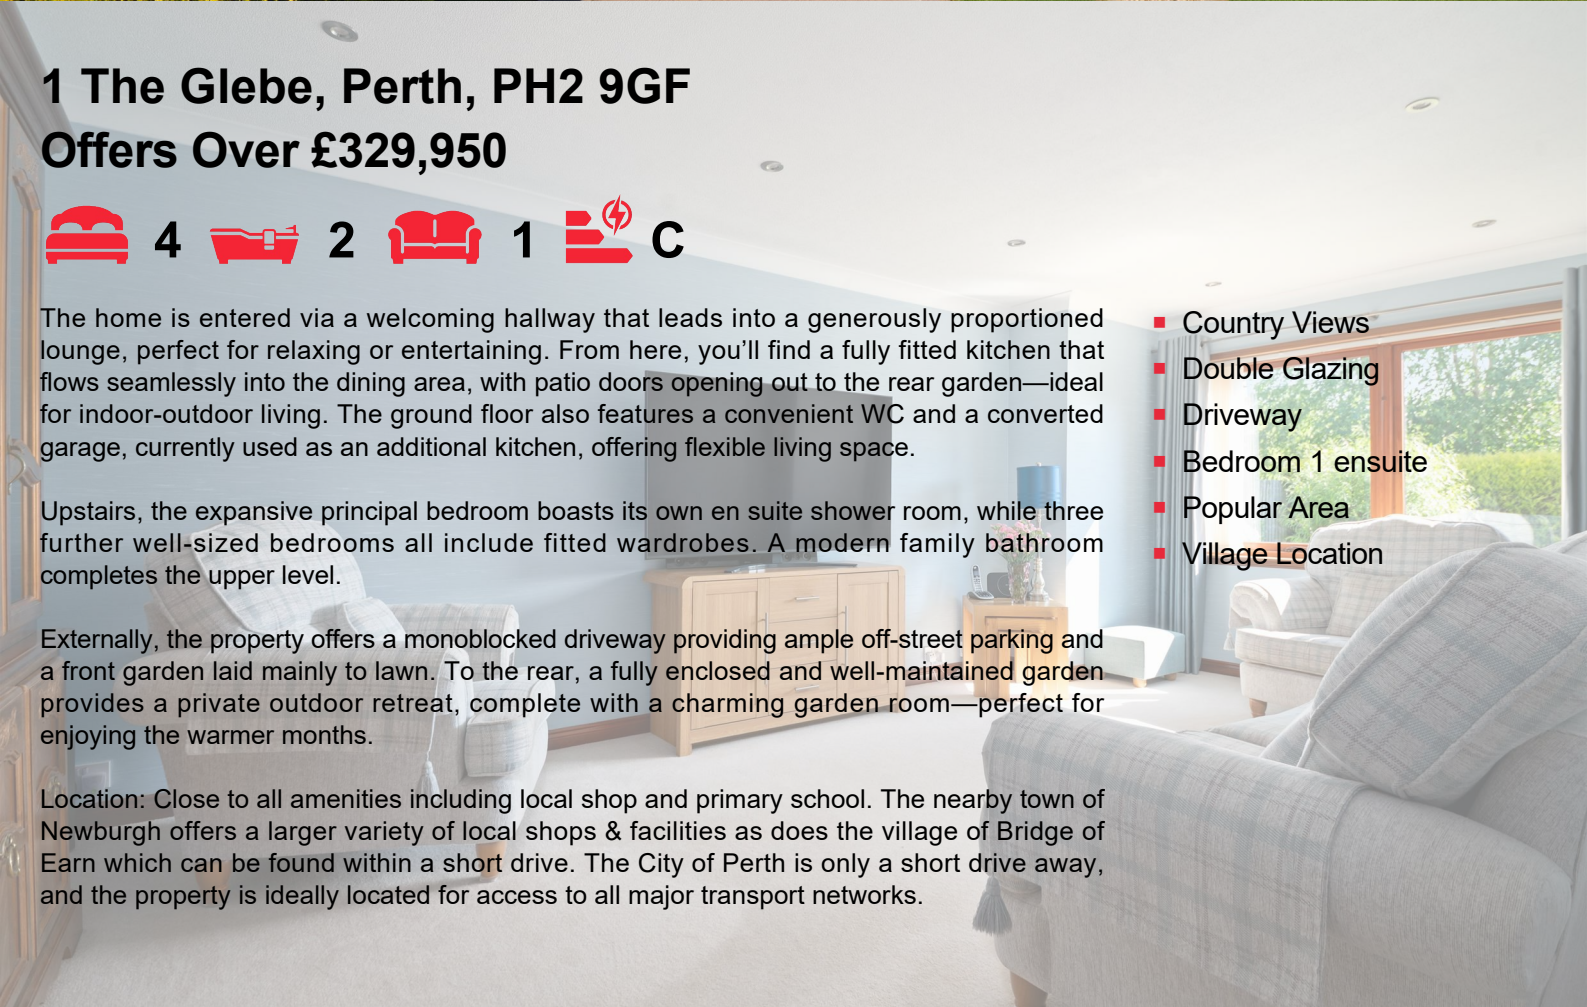 1 The Glebe, Perth, PH2 9GF
Offers Over £329,950
4 2 1 C
The home is entered via a welcoming hallway that leads into a generously proportioned
lounge, perfect for relaxing or entertaining. From here, you’ll find a fully fitted kitchen that
flows seamlessly into the dining area, with patio doors opening out to the rear garden—ideal
for indoor-outdoor living. The ground floor also features a convenient WC and a converted
garage, currently used as an additional kitchen, offering flexible living space.
Upstairs, the expansive principal bedroom boasts its own en suite shower room, while three
further well-sized bedrooms all include fitted wardrobes. A modern family bathroom
completes the upper level.
Externally, the property offers a monoblocked driveway providing ample off-street parking and
a front garden laid mainly to lawn. To the rear, a fully enclosed and well-maintained garden
provides a private outdoor retreat, complete with a charming garden room—perfect for
enjoying the warmer months.
Location: Close to all amenities including local shop and primary school. The nearby town of
Newburgh offers a larger variety of local shops & facilities as does the village of Bridge of
Earn which can be found within a short drive. The City of Perth is only a short drive away,
and the property is ideally located for access to all major transport networks.
Country Views
Double Glazing
Driveway
Bedroom 1 ensuite
Popular Area
Village Location